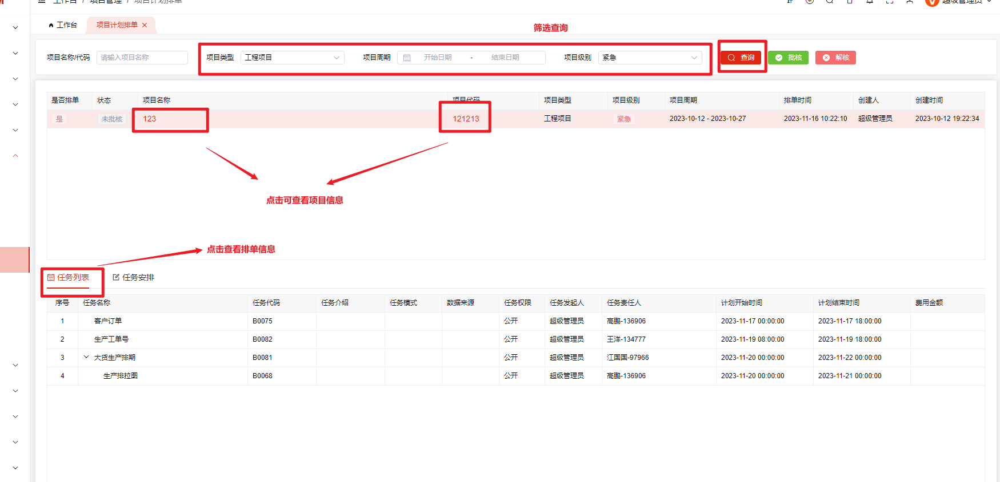 工作台 / 项目管理 / 项目计划排单
超级管理员
工作台 项目计划排单
筛选查询
项目名称/代码 请输入项目名称 项目类型 工程项目 项目周期 开始日期 - 结束日期 项目级别 紧急 查询 批核 解核
是否排单 状态 项目名称 项目代码 项目类型 项目级别 项目周期 排单时间 创建人 创建时间
是 未批核 123 121213 工程项目 紧急 2023-10-12 - 2023-10-27 2023-11-16 10:22:10 超级管理员 2023-10-12 19:22:34
点击可查看项目信息
点击查看排单信息
任务列表 任务安排
序号 任务名称 任务代码 任务介绍 任务模式 数据来源 任务权限 任务发起人 任务责任人 计划开始时间 计划结束时间 费用金额
1 客户订单 B0075 公开 超级管理员 高鹏-136906 2023-11-17 00:00:00 2023-11-17 18:00:00
2 生产工单号 B0082 公开 超级管理员 王洋-134777 2023-11-19 08:00:00 2023-11-19 18:00:00
3 大货生产排期 B0081 公开 超级管理员 江国国-97966 2023-11-20 00:00:00 2023-11-22 00:00:00
4 生产排拉图 B0068 公开 超级管理员 高鹏-136906 2023-11-20 00:00:00 2023-11-21 00:00:00